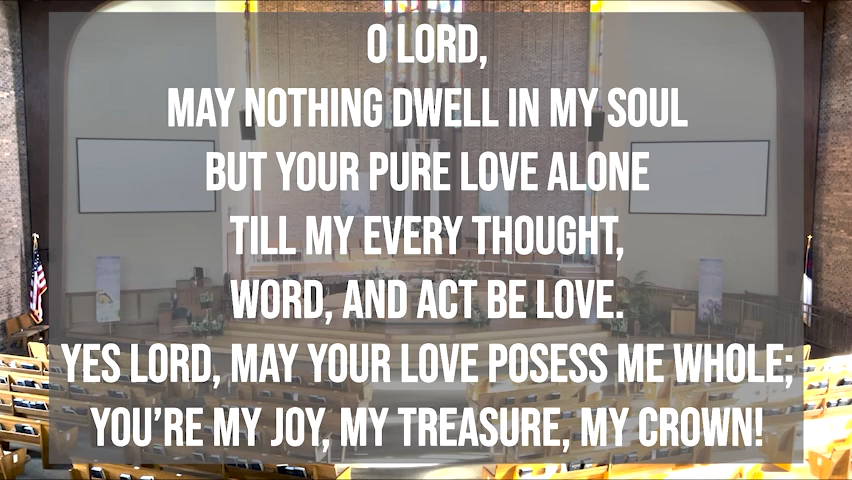 O LORD,
MAY NOTHING DWELL IN MY SOUL
BUT YOUR PURE LOVE ALONE
TILL MY EVERY THOUGHT,
WORD, AND ACT BE LOVE.
YES LORD, MAY YOUR LOVE POSESS ME WHOLE;
YOU'RE MY JOY, MY TREASURE, MY CROWN!